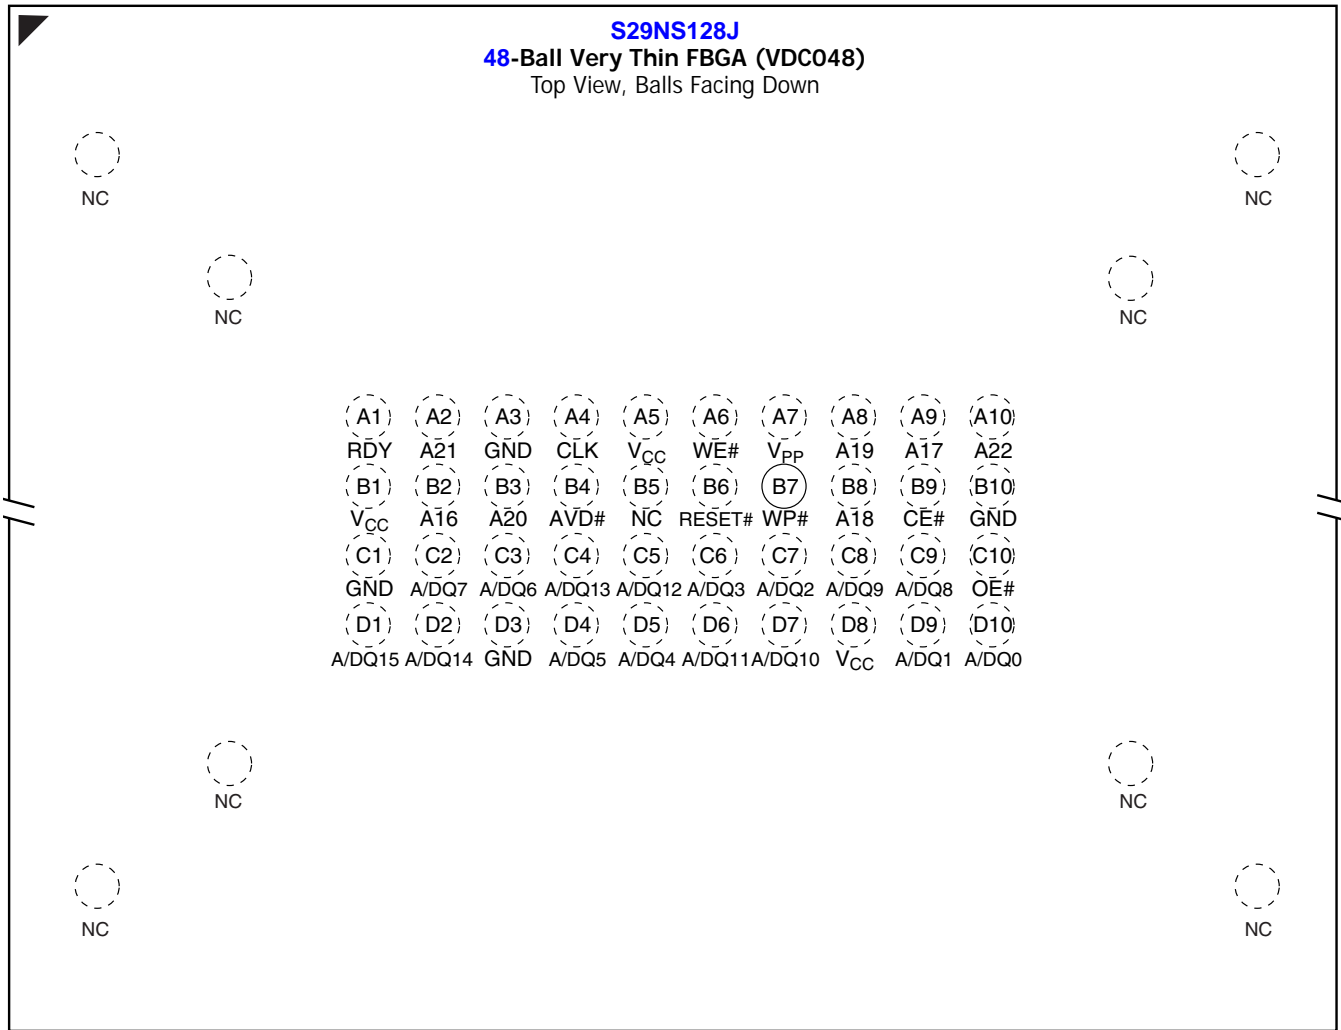 S29NS128J
48-Ball Very Thin FBGA (VDC048)
Top View, Balls Facing Down
NC NC
NC NC
A1 A2 A3 A4 A5 A6 A7 A8 A9 A10
RDY A21 GND CLK VCC WE# VPP A19 A17 A22
B1 B2 B3 B4 B5 B6 B7 B8 B9 B10
VCC A16 A20 AVD# NC RESET# WP# A18 CE# GND
C1 C2 C3 C4 C5 C6 C7 C8 C9 C10
GND A/DQ7 A/DQ6 A/DQ13 A/DQ12 A/DQ3 A/DQ2 A/DQ9 A/DQ8 OE#
D1 D2 D3 D4 D5 D6 D7 D8 D9 D10
A/DQ15 A/DQ14 GND A/DQ5 A/DQ4 A/DQ11 A/DQ10 VCC A/DQ1 A/DQ0
NC NC
NC NC